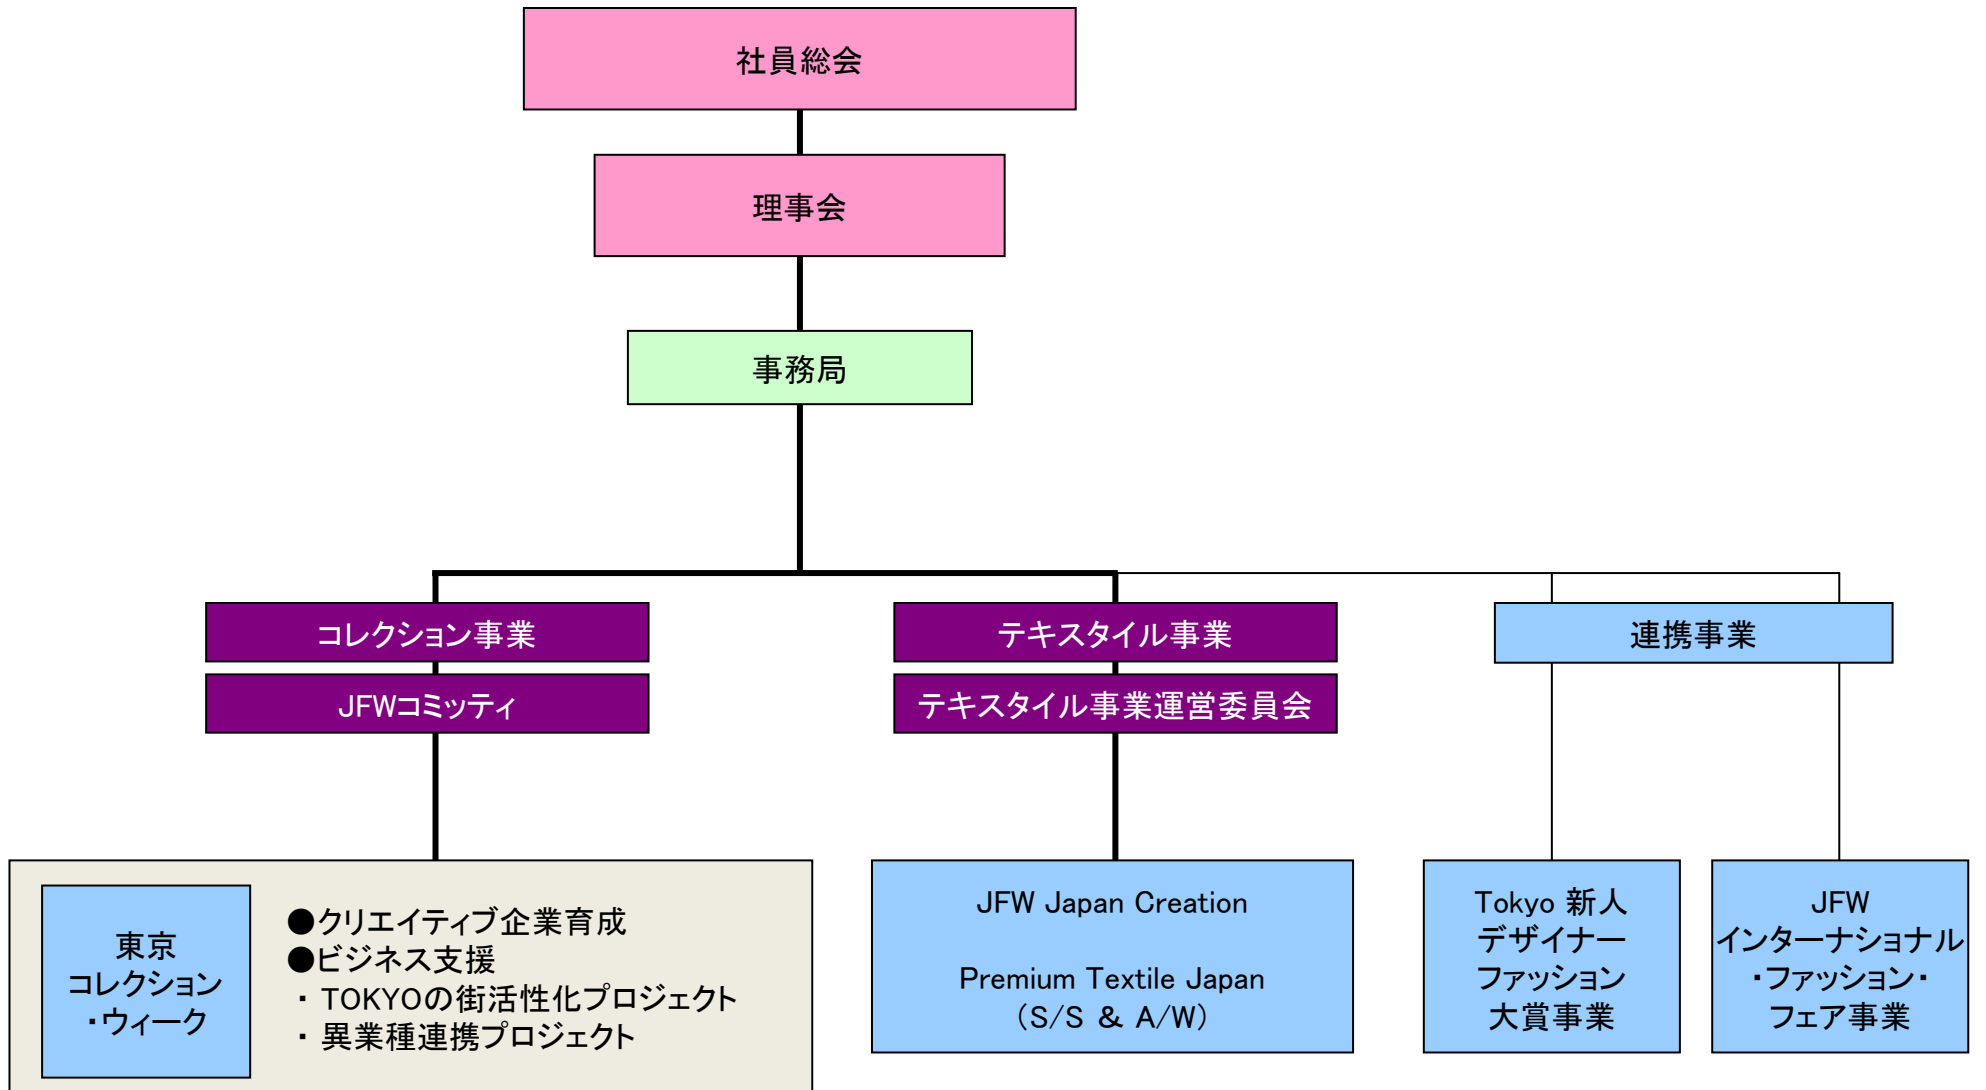 社員総会
理事会
事務局
コレクション事業
JFWコミッティ
テキスタイル事業
テキスタイル事業運営委員会
連携事業
東京
コレクション
・ウィーク
●クリエイティブ企業育成
●ビジネス支援
・ TOKYOの街活性化プロジェクト
・ 異業種連携プロジェクト
JFW Japan Creation
Premium Textile Japan
（S/S ＆ A/W）
Tokyo 新人
デザイナー
ファッション
大賞事業
JFW
インターナショナル
・ファッション・
フェア事業